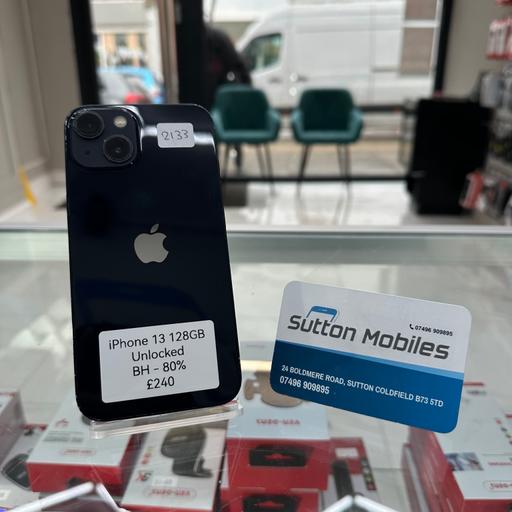 2133
iPhone 13 128GB
Unlocked
BH - 80%
£240
07496 909895
Sutton Mobiles
24 BOLDMERE ROAD, SUTTON COLDFIELD B73 5TD
07496 909895